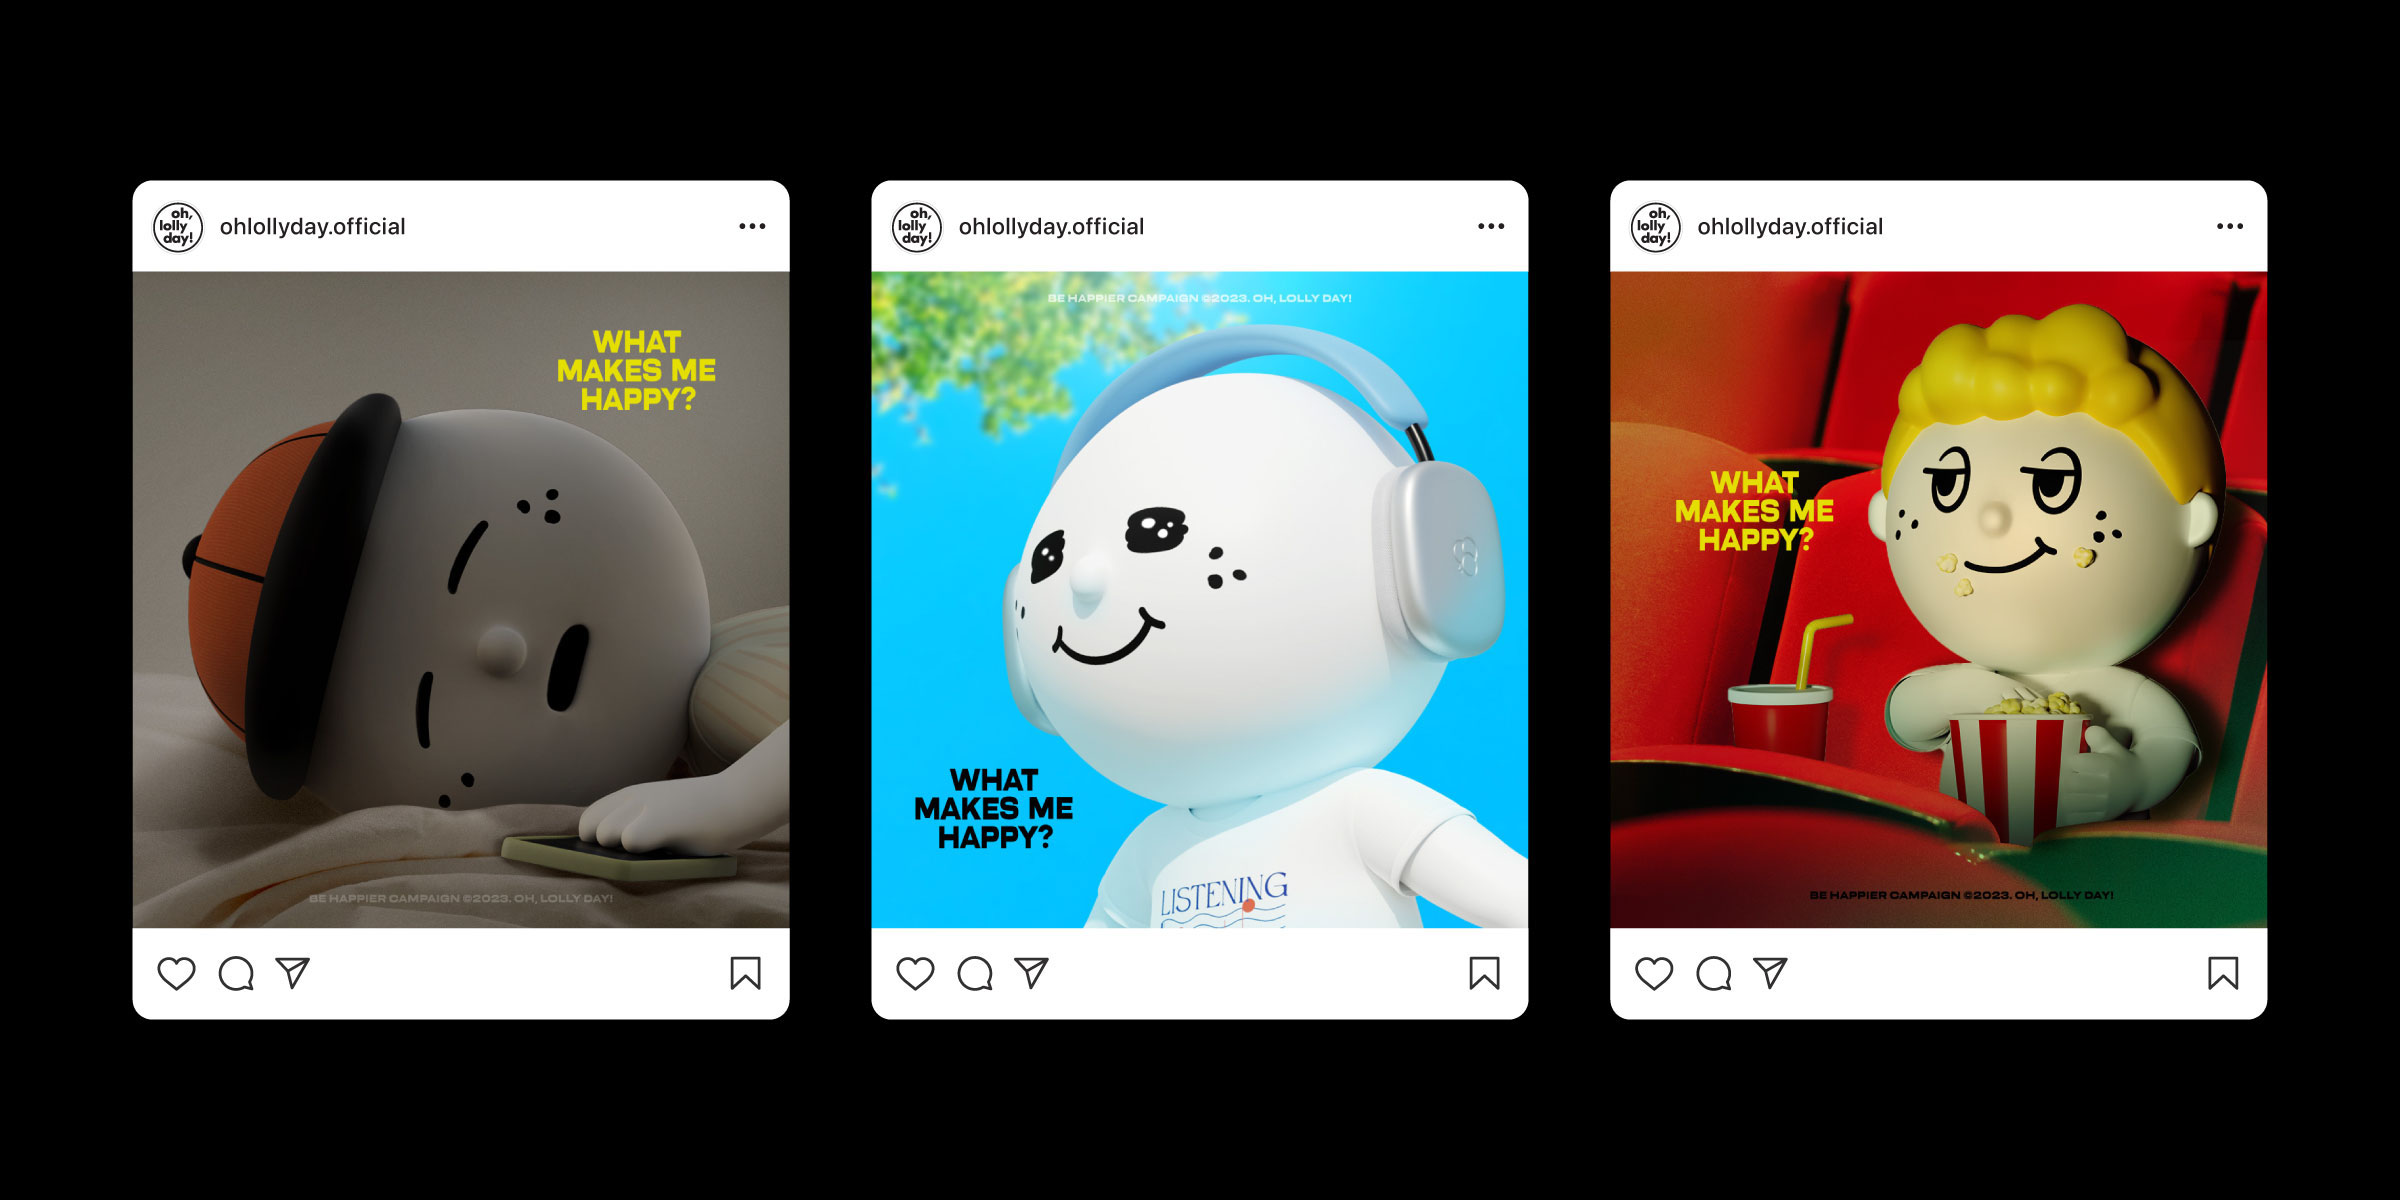 oh,
lolly
day!
ohlollyday.official
WHAT
MAKES ME
HAPPY?
BE HAPPIER CAMPAIGN ©2023. OH, LOLLY DAY!
oh,
lolly
day!
ohlollyday.official
BE HAPPIER CAMPAIGN ©2023. OH, LOLLY DAY!
WHAT
MAKES ME
HAPPY?
LISTENING
oh,
lolly
day!
ohlollyday.official
WHAT
MAKES ME
HAPPY?
BE HAPPIER CAMPAIGN ©2023. OH, LOLLY DAY!